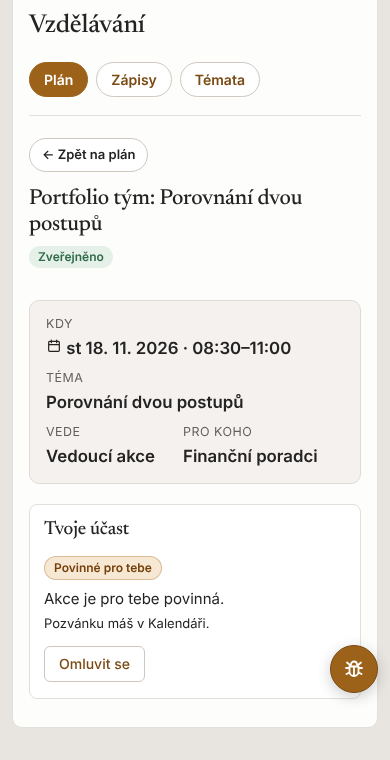 Vzdělávání
Plán
Zápisy
Témata
← Zpět na plán
Portfolio tým: Porovnání dvou
postupů
Zveřejněno
KDY
st 18. 11. 2026 · 08:30–11:00
TÉMA
Porovnání dvou postupů
VEDE
PRO KOHO
Vedoucí akce
Finanční poradci
Tvoje účast
Povinné pro tebe
Akce je pro tebe povinná.
Pozvánku máš v Kalendáři.
Omluvit se